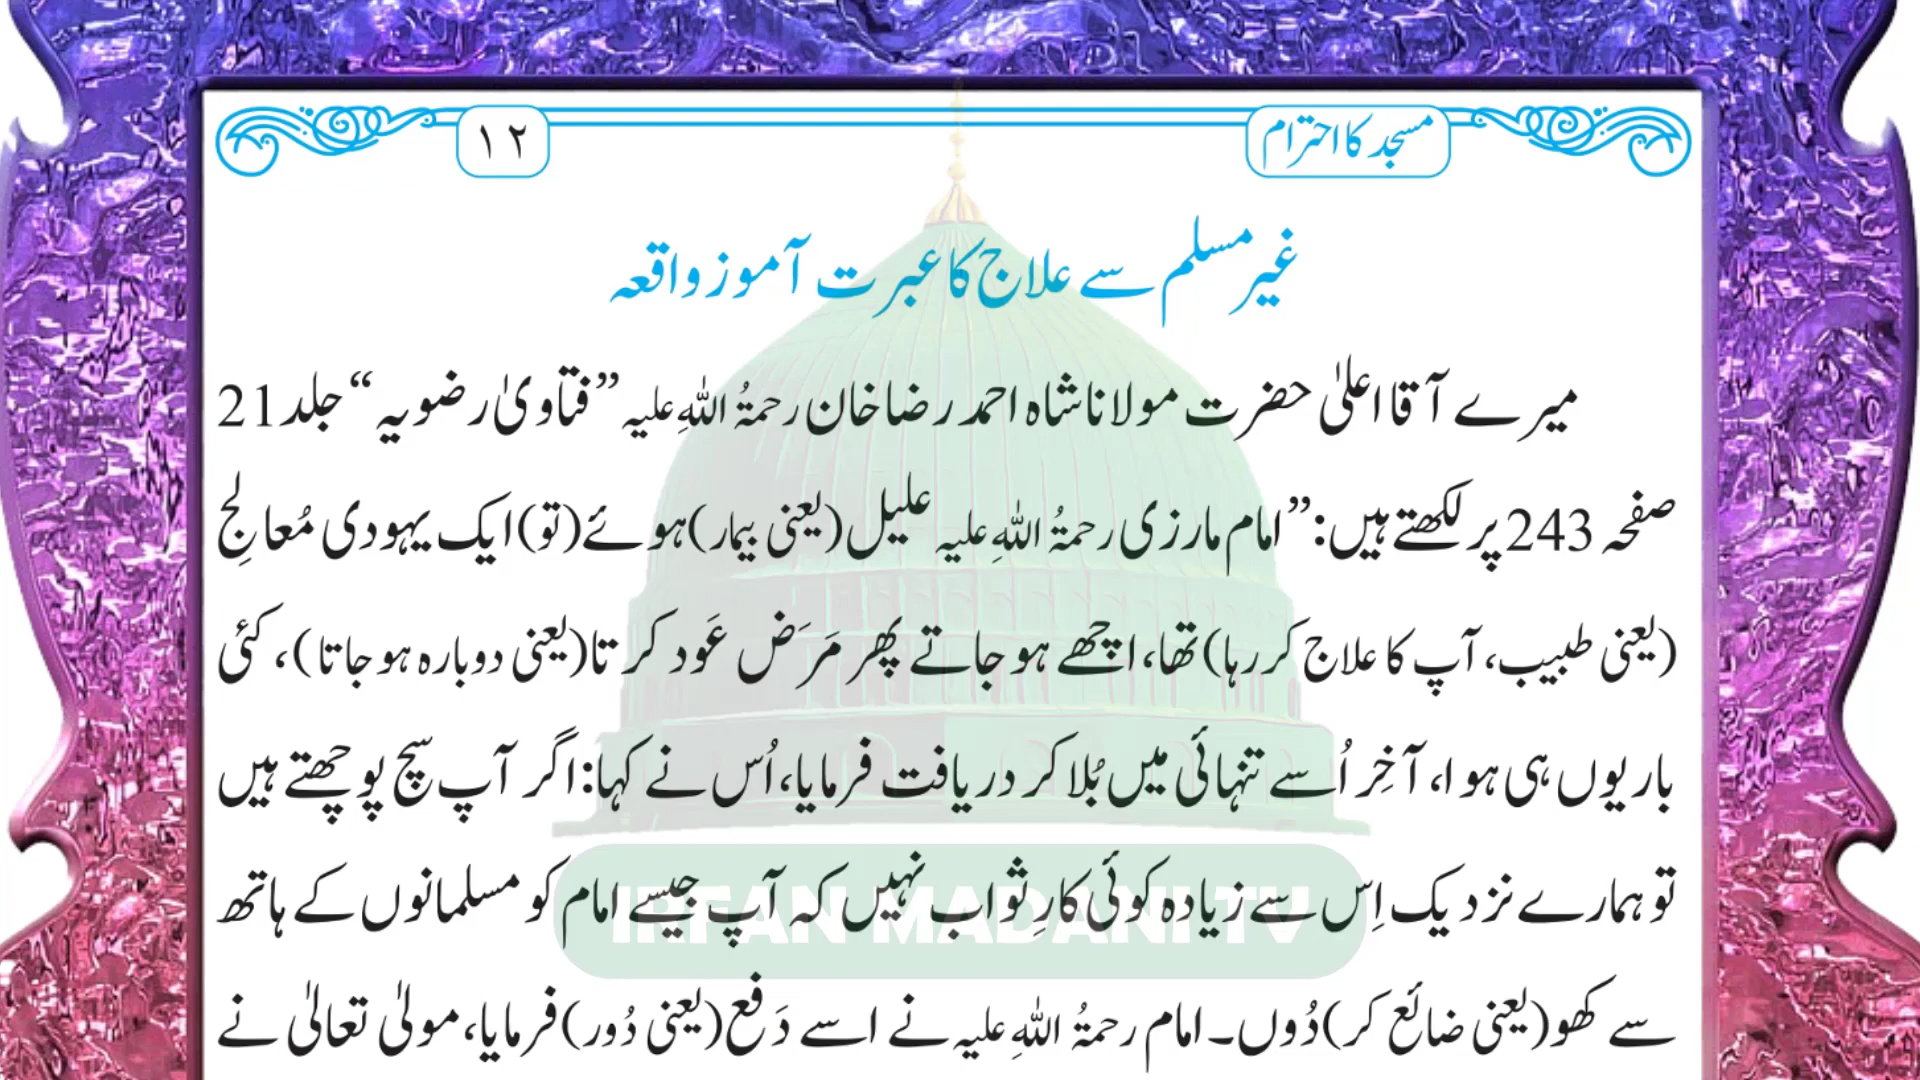 مسجد کا احترام
۱۲
غیر مسلم سے علاج کا عبرت آموز واقعہ
میرے آقا اعلیٰ حضرت مولانا شاہ احمد رضا خان رحمۃُ اللہِ علیہ ”فتاویٰ رضویہ“ جلد 21
صفحہ 243 پر لکھتے ہیں: ”امام مارزی رحمۃُ اللہِ علیہ علیل (یعنی بیمار) ہوئے (تو) ایک یہودی مُعالِج
(یعنی طبیب، آپ کا علاج کر رہا) تھا، اچھے ہو جاتے پھر مَرَض عَود کرتا (یعنی دوبارہ ہو جاتا)، کئی
بار یوں ہی ہوا، آخِر اُسے تنہائی میں بُلا کر دریافت فرمایا، اُس نے کہا: اگر آپ سچ پوچھتے ہیں
تو ہمارے نزدیک اِس سے زیادہ کوئی کارِ ثواب نہیں کہ آپ جیسے امام کو مسلمانوں کے ہاتھ
IRFAN MADANI TV
سے کھو (یعنی ضائع کر) دُوں۔ امام رحمۃُ اللہِ علیہ نے اسے دَفع (یعنی دُور) فرمایا، مولیٰ تعالیٰ نے